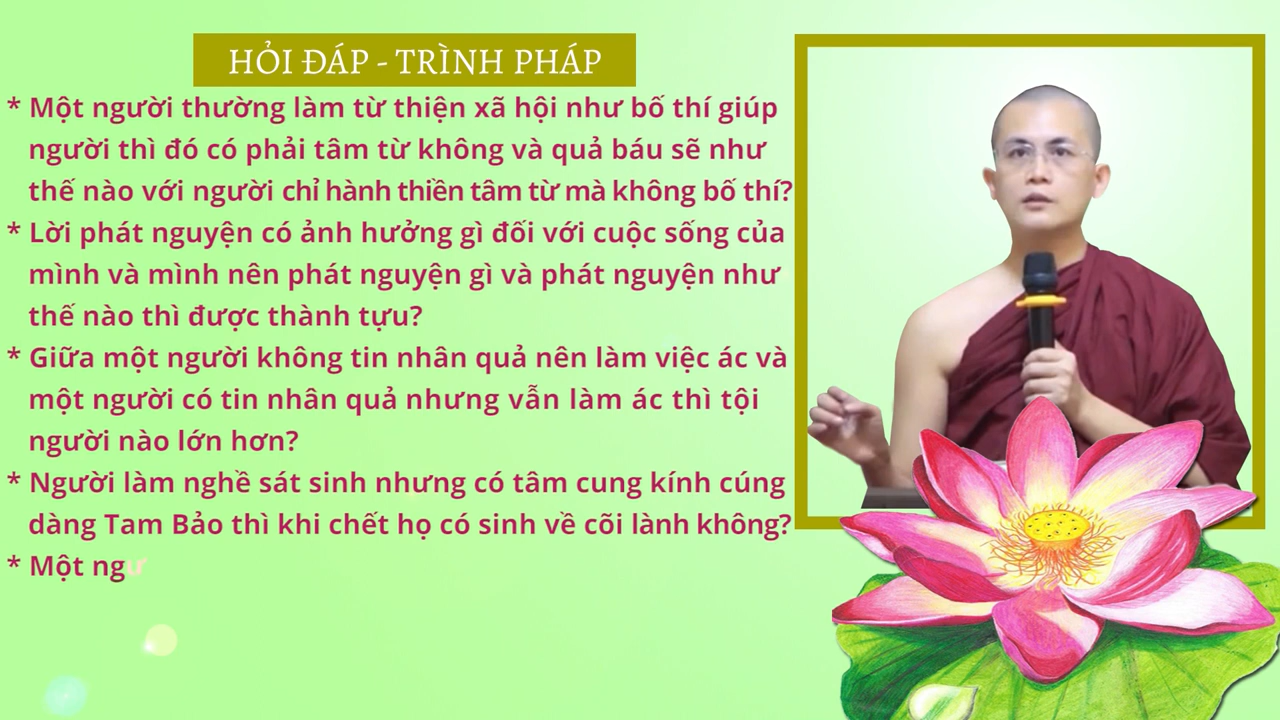 HỎI ĐÁP - TRÌNH PHÁP
* Một người thường làm từ thiện xã hội như bố thí giúp
người thì đó có phải tâm từ không và quả báu sẽ như
thế nào với người chỉ hành thiền tâm từ mà không bố thí?
* Lời phát nguyện có ảnh hưởng gì đối với cuộc sống của
mình và mình nên phát nguyện gì và phát nguyện như
thế nào thì được thành tựu?
* Giữa một người không tin nhân quả nên làm việc ác và
một người có tin nhân quả nhưng vẫn làm ác thì tội
người nào lớn hơn?
* Người làm nghề sát sinh nhưng có tâm cung kính cúng
dàng Tam Bảo thì khi chết họ có sinh về cõi lành không?
* Một ngư